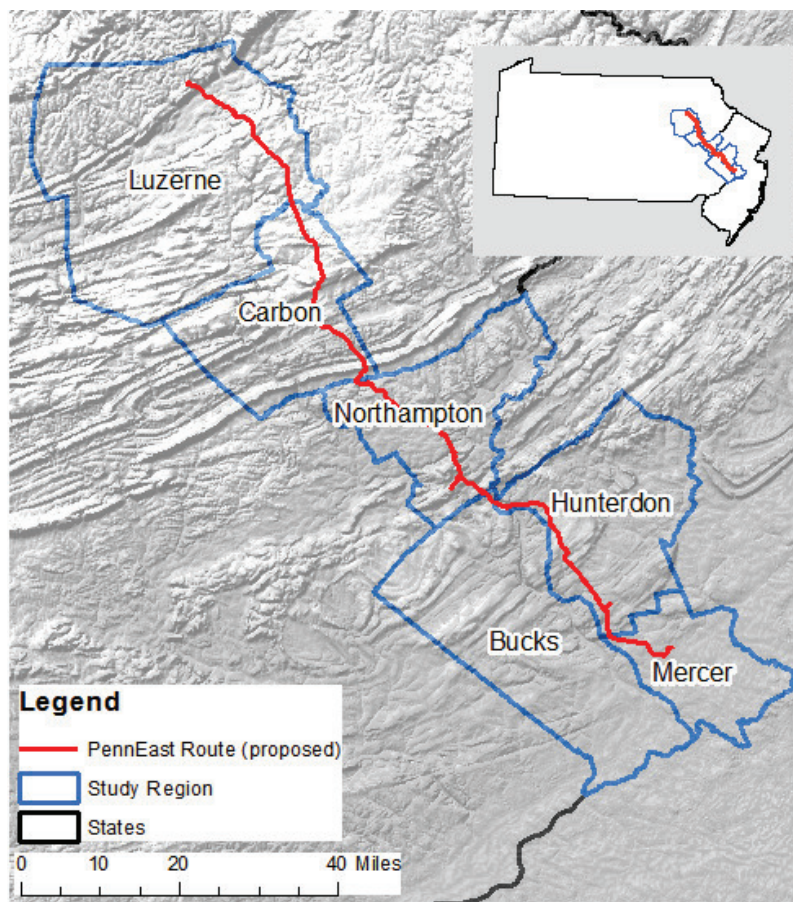 Luzerne
Carbon
Northampton
Hunterdon
Bucks
Mercer
Legend
PennEast Route (proposed)
Study Region
States
0 10 20 40 Miles